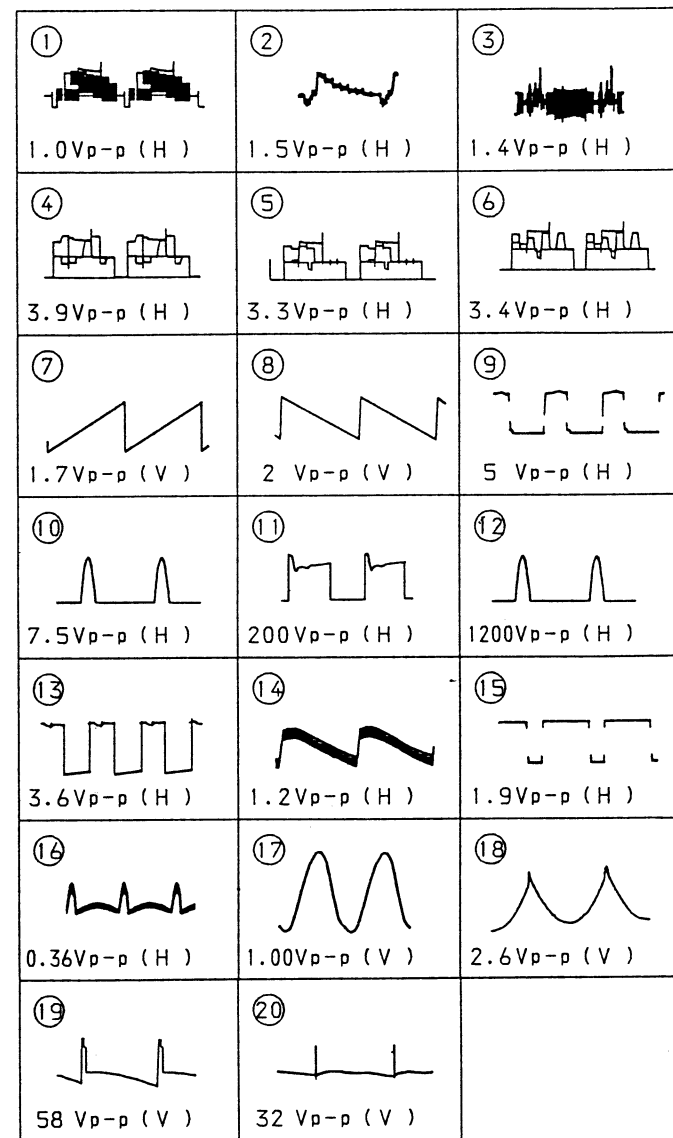 ① ② ③
1.0Vp-p ( H ) 1.5Vp-p ( H ) 1.4Vp-p ( H )
④ ⑤ ⑥
3.9Vp-p ( H ) 3.3Vp-p ( H ) 3.4Vp-p ( H )
⑦ ⑧ ⑨
1.7Vp-p ( V ) 2 Vp-p ( V ) 5 Vp-p ( H )
⑩ ⑪ ⑫
7.5Vp-p ( H ) 200Vp-p ( H ) 1200Vp-p ( H )
⑬ ⑭ ⑮
3.6Vp-p ( H ) 1.2Vp-p ( H ) 1.9Vp-p ( H )
⑯ ⑰ ⑱
0.36Vp-p ( H ) 1.00Vp-p ( V ) 2.6Vp-p ( V )
⑲ ⑳
58 Vp-p ( V ) 32 Vp-p ( V )